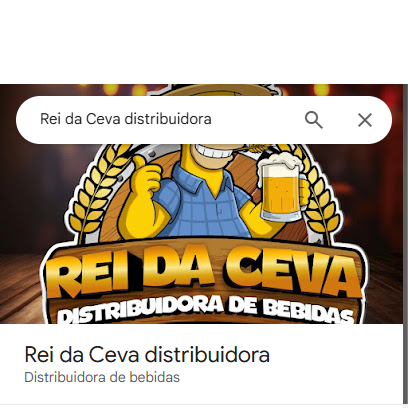 Rei da Ceva distribuidora
REI DA CEVA
DISTRIBUIDORA DE BEBIDAS
Rei da Ceva distribuidora
Distribuidora de bebidas